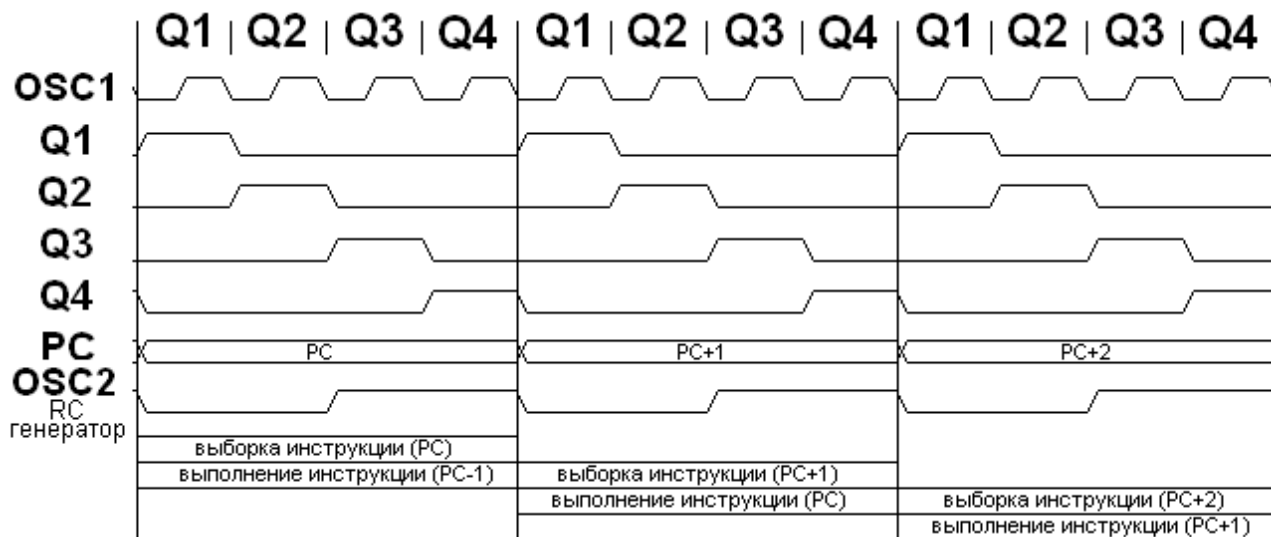 Q1 | Q2 | Q3 | Q4 Q1 | Q2 | Q3 | Q4 Q1 | Q2 | Q3 | Q4
OSC1
Q1
Q2
Q3
Q4
PC PC PC+1 PC+2
OSC2
RC
генератор
выборка инструкции (PC)
выполнение инструкции (PC-1) выборка инструкции (PC+1)
выполнение инструкции (PC) выборка инструкции (PC+2)
выполнение инструкции (PC+1)